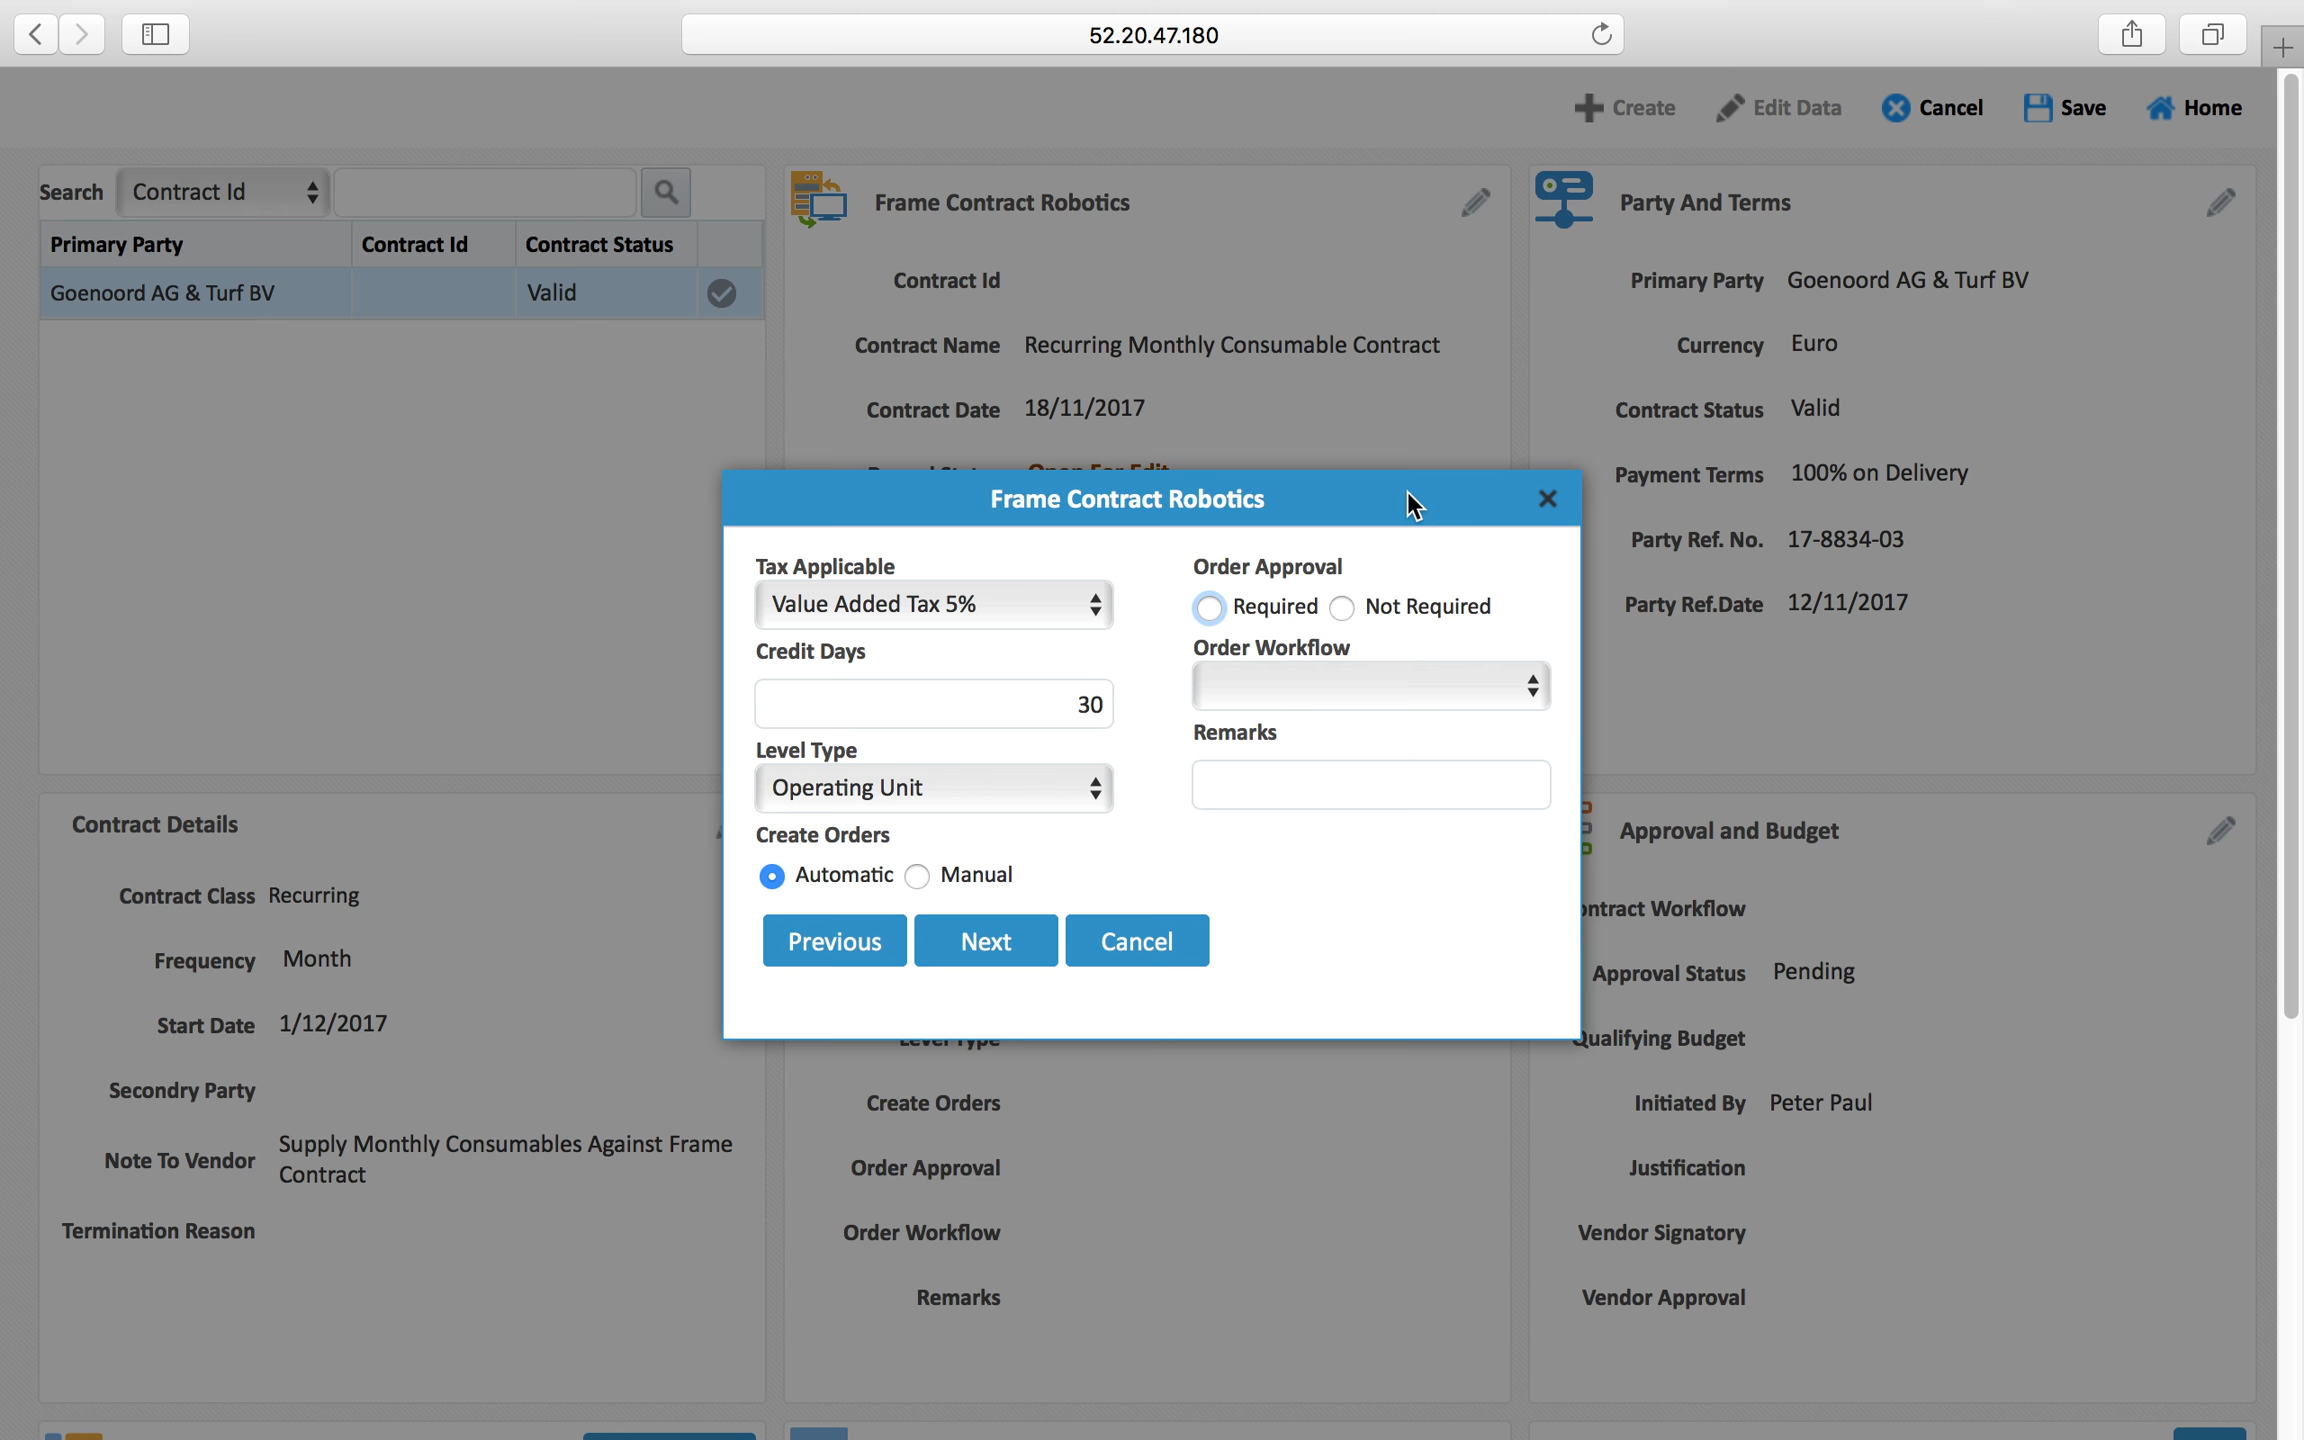 52.20.47.180
Create
Edit Data
Cancel
Save
Home
Search
Contract Id
Primary Party Contract Id Contract Status
Goenoord AG & Turf BV Valid
Frame Contract Robotics
Contract Id
Contract Name Recurring Monthly Consumable Contract
Contract Date 18/11/2017
Open For Edit
Party And Terms
Primary Party Goenoord AG & Turf BV
Currency Euro
Contract Status Valid
Payment Terms 100% on Delivery
Party Ref. No. 17-8834-03
Party Ref.Date 12/11/2017
Frame Contract Robotics
Tax Applicable
Value Added Tax 5%
Credit Days
30
Level Type
Operating Unit
Create Orders
Automatic Manual
Order Approval
Required Not Required
Order Workflow
Remarks
Previous Next Cancel
Contract Details
Contract Class Recurring
Frequency Month
Start Date 1/12/2017
Secondry Party
Note To Vendor Supply Monthly Consumables Against Frame
Contract
Termination Reason
Level Type
Create Orders
Order Approval
Order Workflow
Remarks
Approval and Budget
Workflow
Approval Status Pending
Qualifying Budget
Initiated By Peter Paul
Justification
Vendor Signatory
Vendor Approval